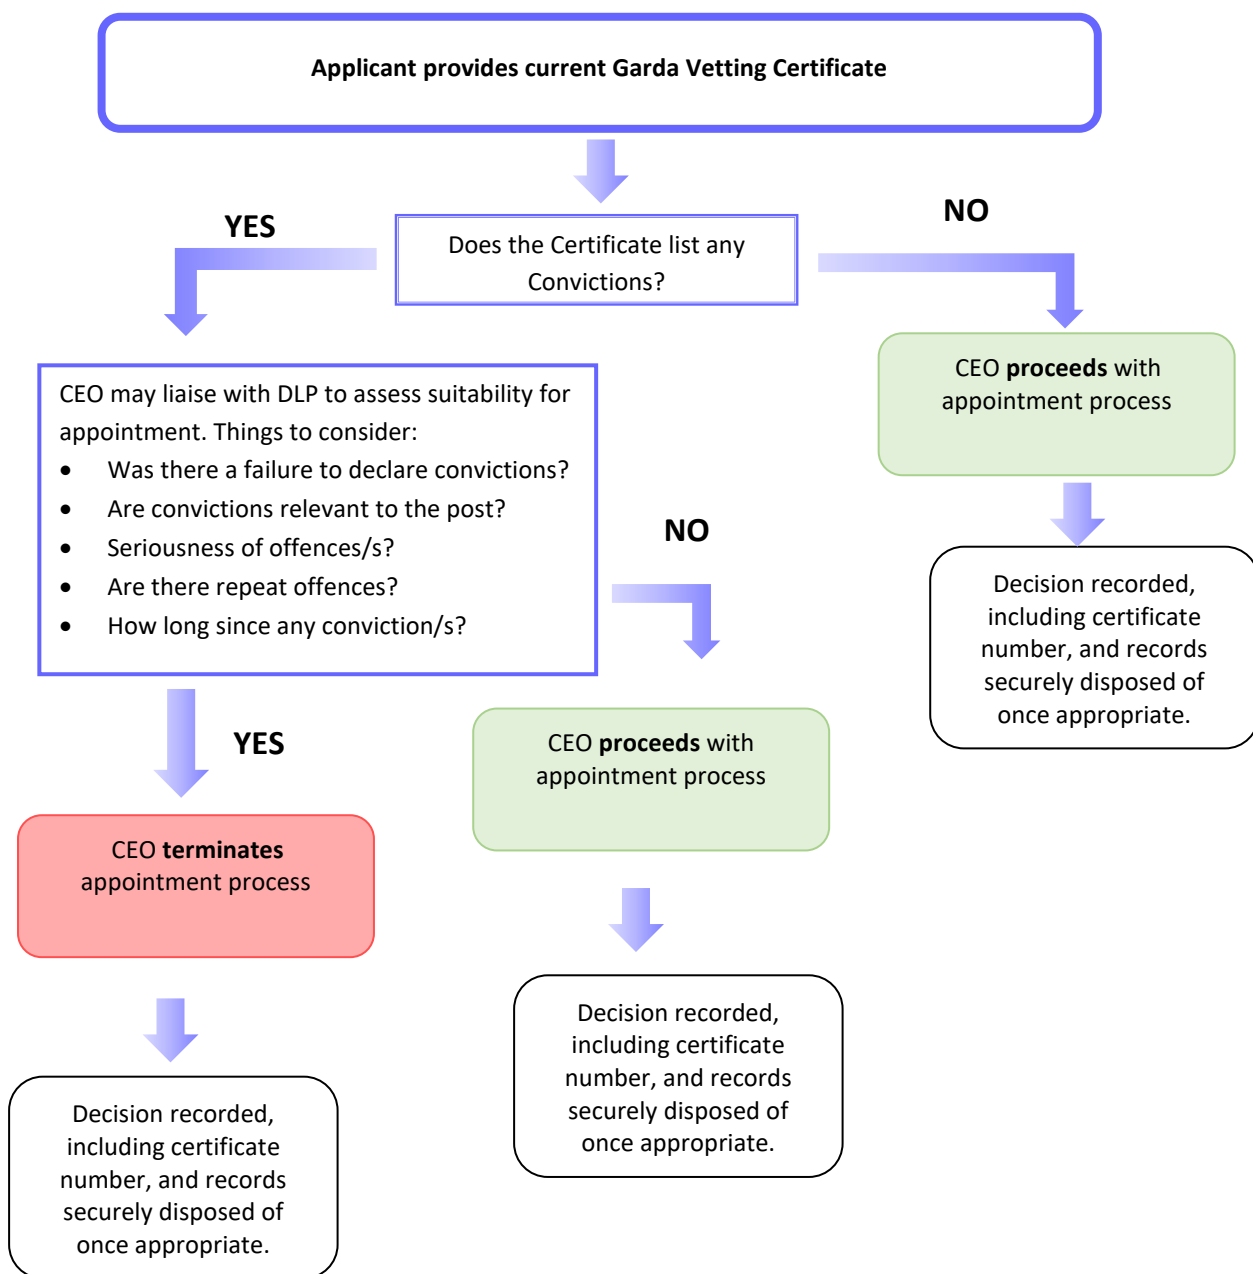 Applicant provides current Garda Vetting Certificate
YES
NO
Does the Certificate list any
Convictions?
CEO may liaise with DLP to assess suitability for
appointment. Things to consider:
• Was there a failure to declare convictions?
• Are convictions relevant to the post?
• Seriousness of offences/s?
• Are there repeat offences?
• How long since any conviction/s?
CEO proceeds with
appointment process
NO
Decision recorded,
including certificate
number, and records
securely disposed of
once appropriate.
YES
CEO proceeds with
appointment process
CEO terminates
appointment process
Decision recorded,
including certificate
number, and records
securely disposed of
once appropriate.
Decision recorded,
including certificate
number, and records
securely disposed of
once appropriate.